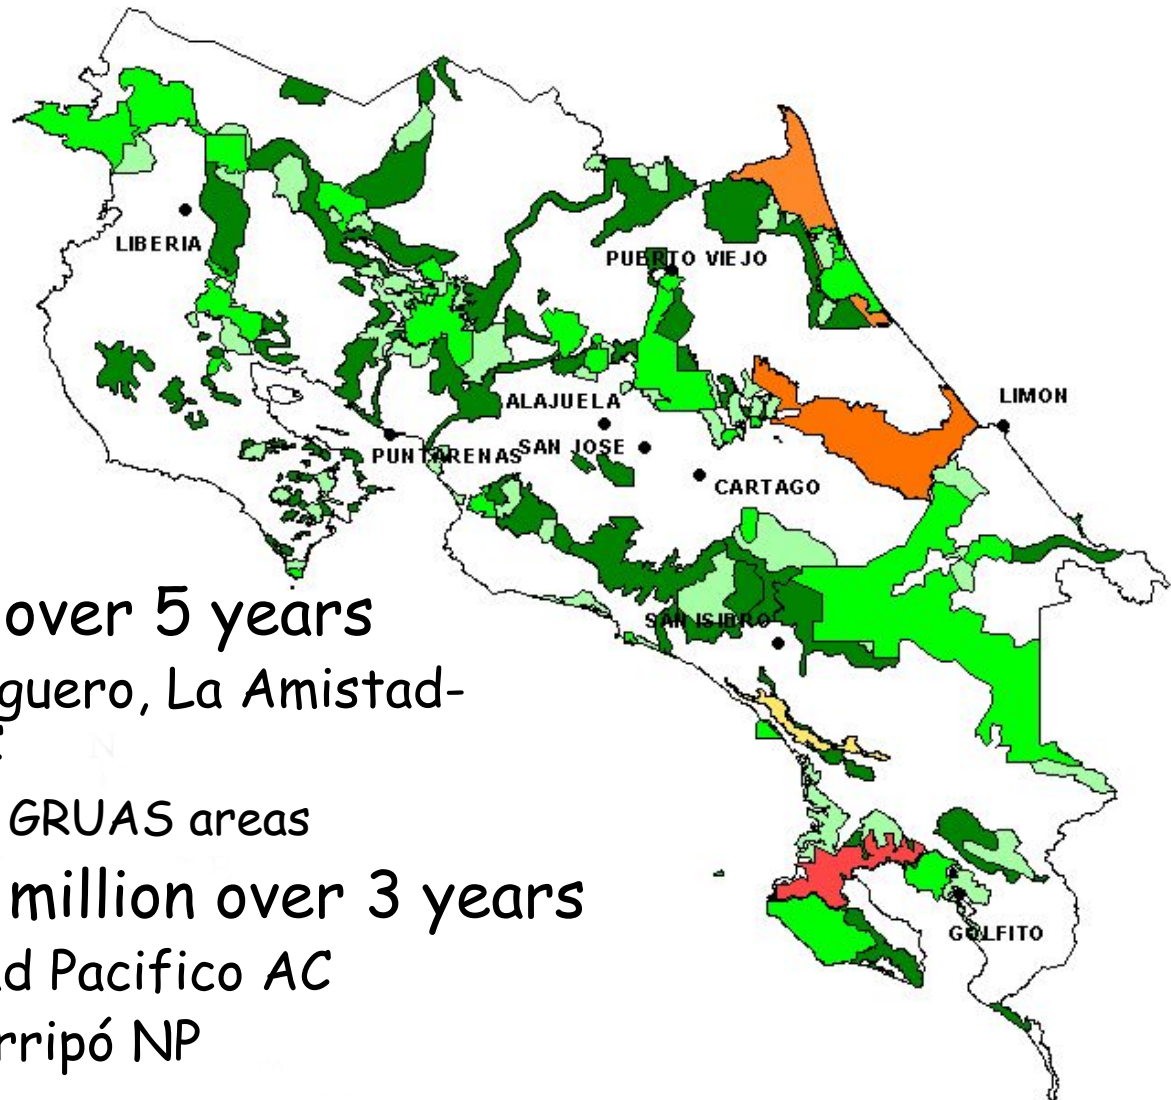 LIBERIA
PUERTO VIEJO
ALAJUELA
LIMON
PUNTARENAS
SAN JOSE
CARTAGO
over 5 years
SAN ISIDRO
guero, La Amistad-
GRUAS areas
million over 3 years
GOLFITO
d Pacifico AC
rripó NP